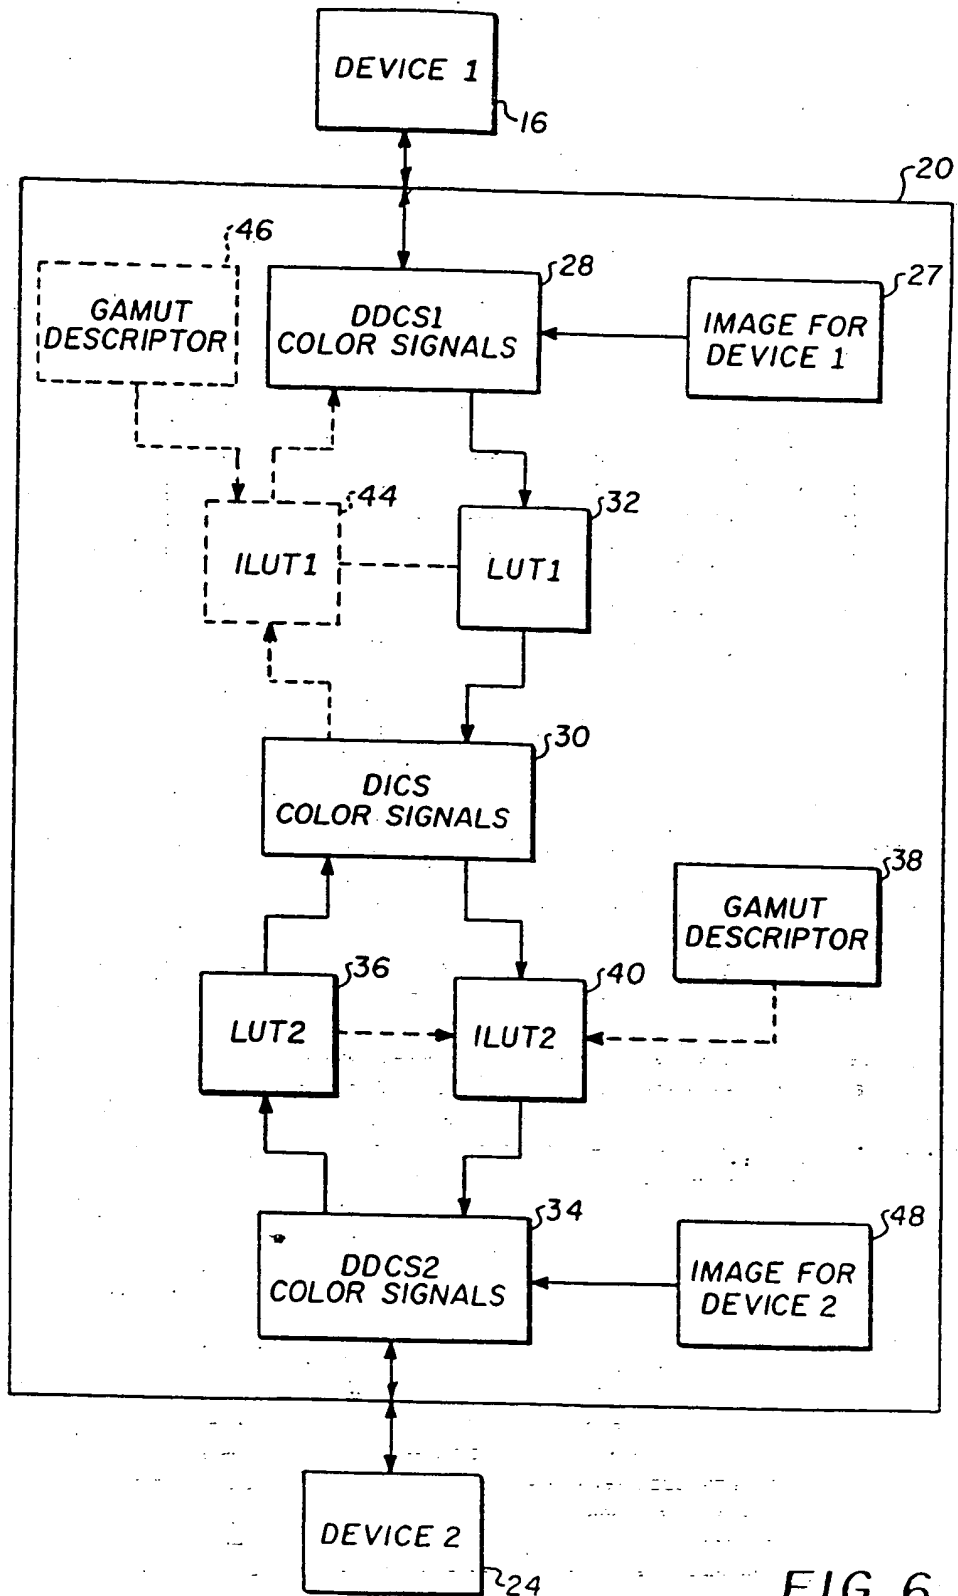 DEVICE 1
16
20
46
GAMUT
DESCRIPTOR
28
DDCS1
COLOR SIGNALS
27
IMAGE FOR
DEVICE 1
44
ILUT1
32
LUT1
30
DICS
COLOR SIGNALS
38
GAMUT
DESCRIPTOR
36
LUT2
40
ILUT2
34
DDCS2
COLOR SIGNALS
48
IMAGE FOR
DEVICE 2
DEVICE 2
24
FIG 6